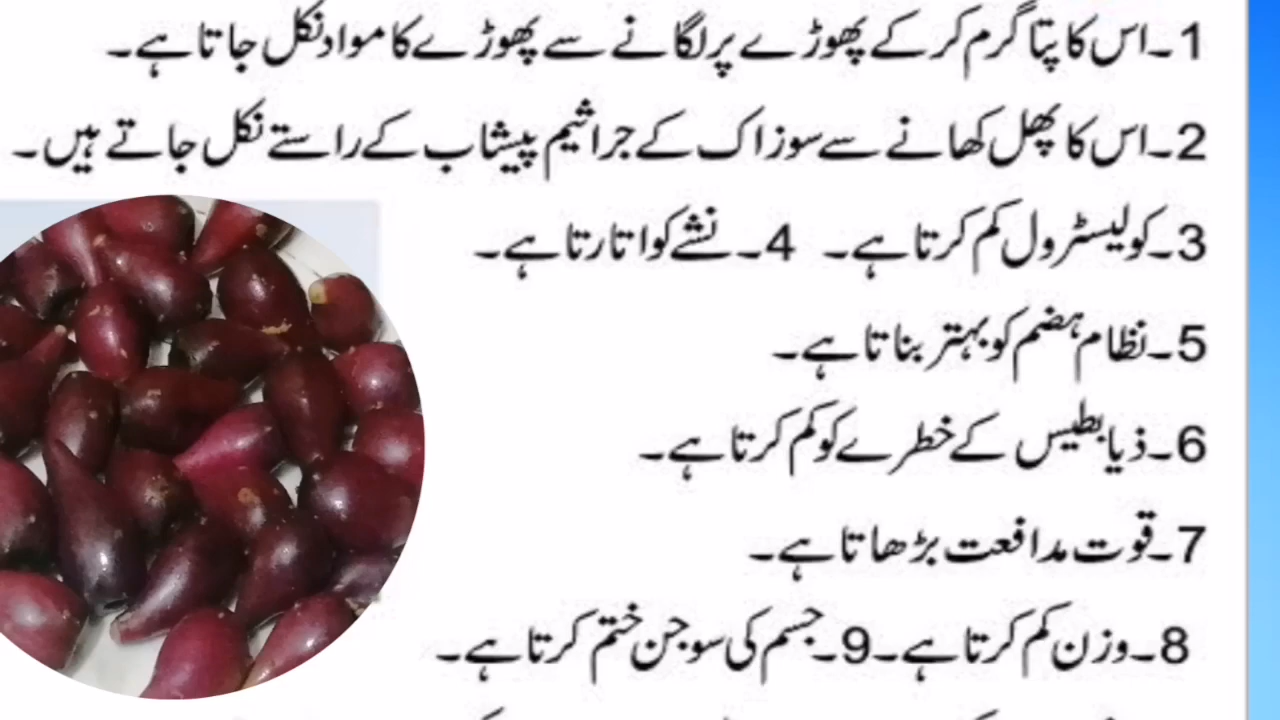 1۔اس کا پتا گرم کر کے پھوڑے پر لگانے سے پھوڑے کا مواد نکل جاتا ہے۔
2۔اس کا پھل کھانے سے سوزاک کے جراثیم پیشاب کے راستے نکل جاتے ہیں۔
3۔کولیسٹرول کم کرتا ہے۔ 4۔نشے کو اتارتا ہے۔
5۔نظام ہضم کو بہتر بناتا ہے۔
6۔ذیابطیس کے خطرے کو کم کرتا ہے۔
7۔قوت مدافعت بڑھاتا ہے۔
8۔وزن کم کرتا ہے۔9۔جسم کی سوجن ختم کرتا ہے۔